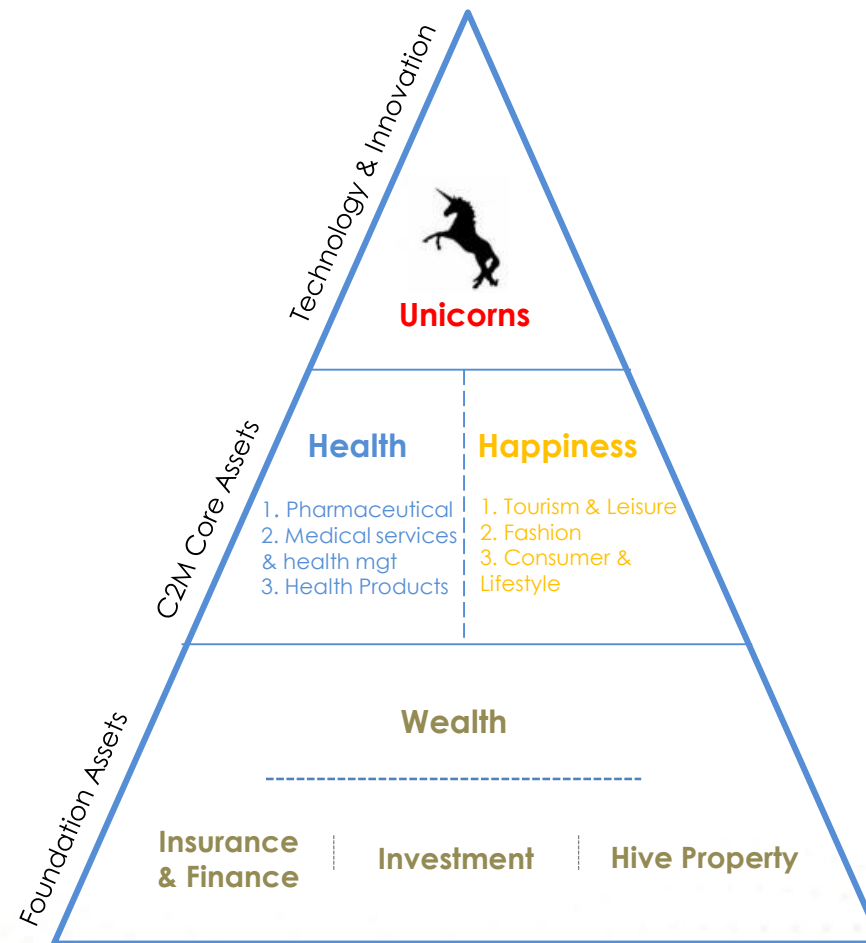 Technology & Innovation
Unicorns
C2M Core Assets
Health
1. Pharmaceutical
2. Medical services
& health mgt
3. Health Products
Happiness
1. Tourism & Leisure
2. Fashion
3. Consumer &
Lifestyle
Foundation Assets
Wealth
Insurance
& Finance
Investment
Hive Property